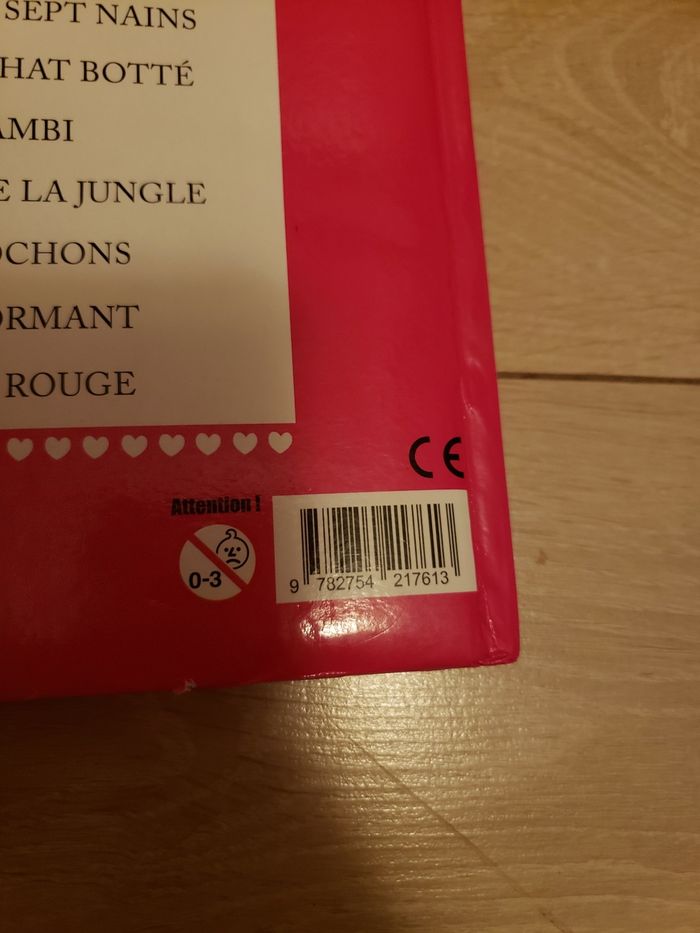 SEPT NAINS
HAT BOTTÉ
AMBI
E LA JUNGLE
OCHONS
ORMANT
ROUGE
CE
Attention !
0-3
9 782754 217613